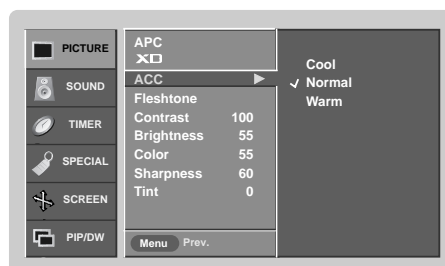 PICTURE
SOUND
TIMER
SPECIAL
SCREEN
PIP/DW
APC
XD
ACC
Fleshtone
Contrast 100
Brightness 55
Color 55
Sharpness 60
Tint 0
Menu Prev.
Cool
Normal
Warm